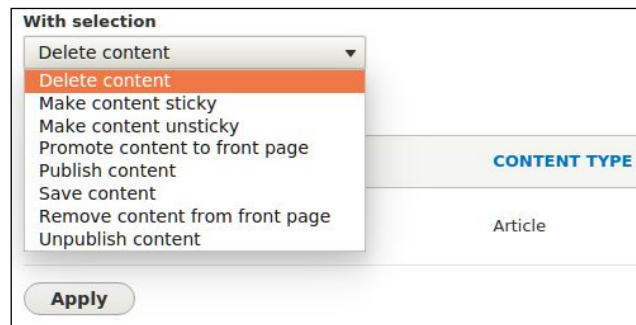 With selection
Delete content
Delete content
Make content sticky
Make content unsticky
Promote content to front page
Publish content
Save content
Remove content from front page
Unpublish content
CONTENT TYPE
Article
Apply